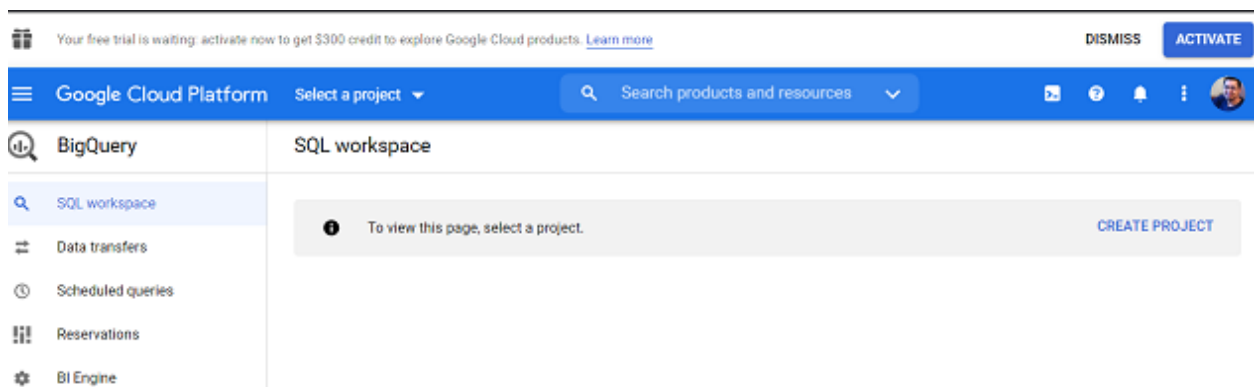 Your free trial is waiting: activate now to get $300 credit to explore Google Cloud products. Learn more
DISMISS
ACTIVATE
Google Cloud Platform
Select a project
Search products and resources
BigQuery
SQL workspace
SQL workspace
To view this page, select a project.
CREATE PROJECT
Data transfers
Scheduled queries
Reservations
BI Engine